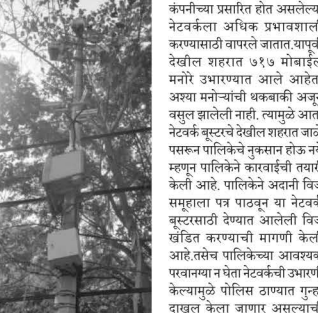 कंपनीच्या प्रसारित होत असलेल्या
नेटवर्कला अधिक प्रभावशाली
करण्यासाठी वापरले जातात.यापूर्वी
देखील शहरात ७१७ मोबाईल
मनोरे उभारण्यात आले आहेत
अश्या मनोऱ्यांची थकबाकी अजून
वसुल झालेली नाही. त्यामुळे आता
नेटवर्क बूस्टरचे देखील शहरात जाळे
पसरून पालिकेचे नुकसान होऊ नये
म्हणून पालिकेने कारवाईची तयारी
केली आहे. पालिकेने अदानी विज
समूहाला पत्र पाठवून या नेटवर्क
बूस्टरसाठी देण्यात आलेली विज
खंडित करण्याची मागणी केली
आहे.तसेच पालिकेच्या आवश्यक
परवानग्या न घेता नेटवर्कची उभारणी
केल्यामुळे पोलिस ठाण्यात गुन्हा
दाखल केला जाणार असल्याची